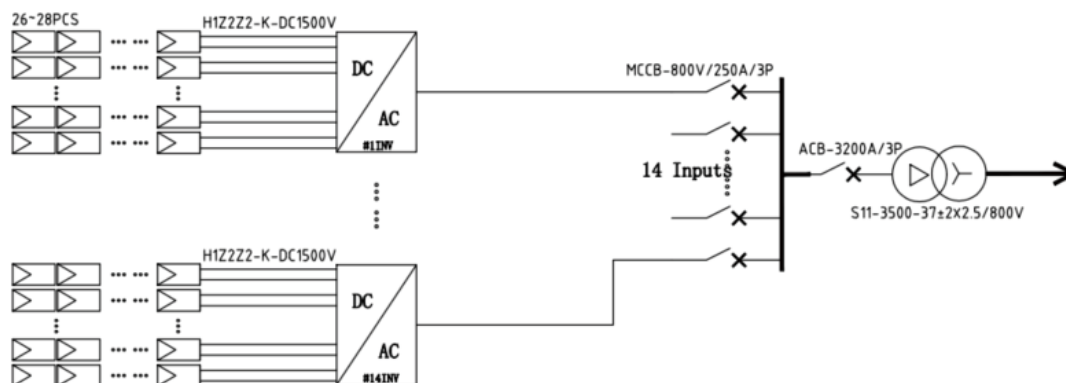 26~28PCS
H1Z2Z2-K-DC1500V
DC
AC
#1INV
MCCB-800V/250A/3P
14 Inputs
ACB-3200A/3P
S11-3500-37±2X2.5/800V
H1Z2Z2-K-DC1500V
DC
AC
#14INV